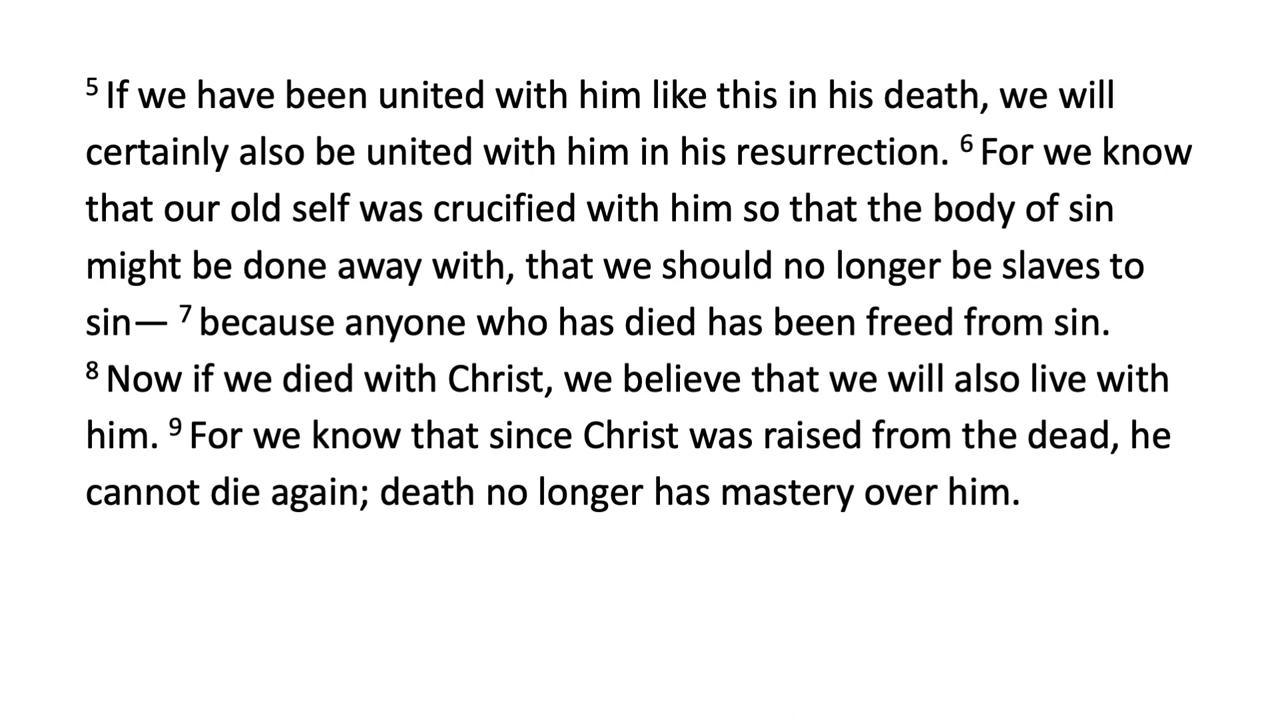 ⁵ If we have been united with him like this in his death, we will
certainly also be united with him in his resurrection. ⁶ For we know
that our old self was crucified with him so that the body of sin
might be done away with, that we should no longer be slaves to
sin— ⁷ because anyone who has died has been freed from sin.
⁸ Now if we died with Christ, we believe that we will also live with
him. ⁹ For we know that since Christ was raised from the dead, he
cannot die again; death no longer has mastery over him.